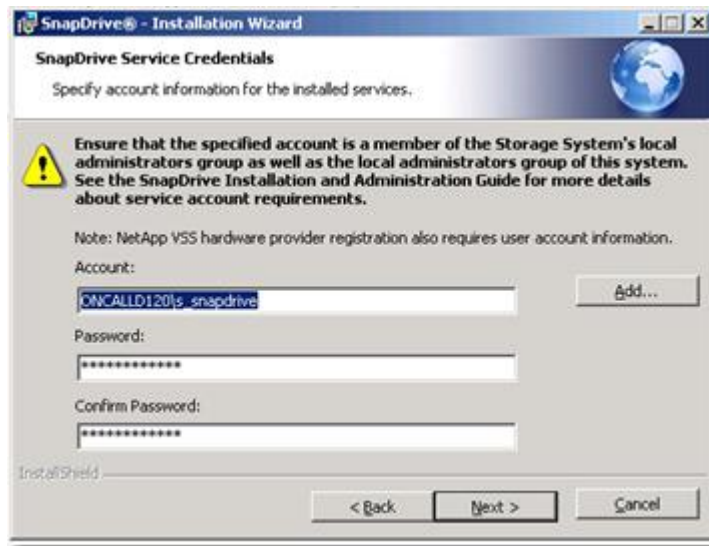 SnapDrive® - Installation Wizard
SnapDrive Service Credentials
Specify account information for the installed services.
Ensure that the specified account is a member of the Storage System's local
administrators group as well as the local administrators group of this system.
See the SnapDrive Installation and Administration Guide for more details
about service account requirements.
Note: NetApp VSS hardware provider registration also requires user account information.
Account:
ONCALLD120\s_snapdrive
Add...
Password:
************
Confirm Password:
************
InstallShield
< Back
Next >
Cancel